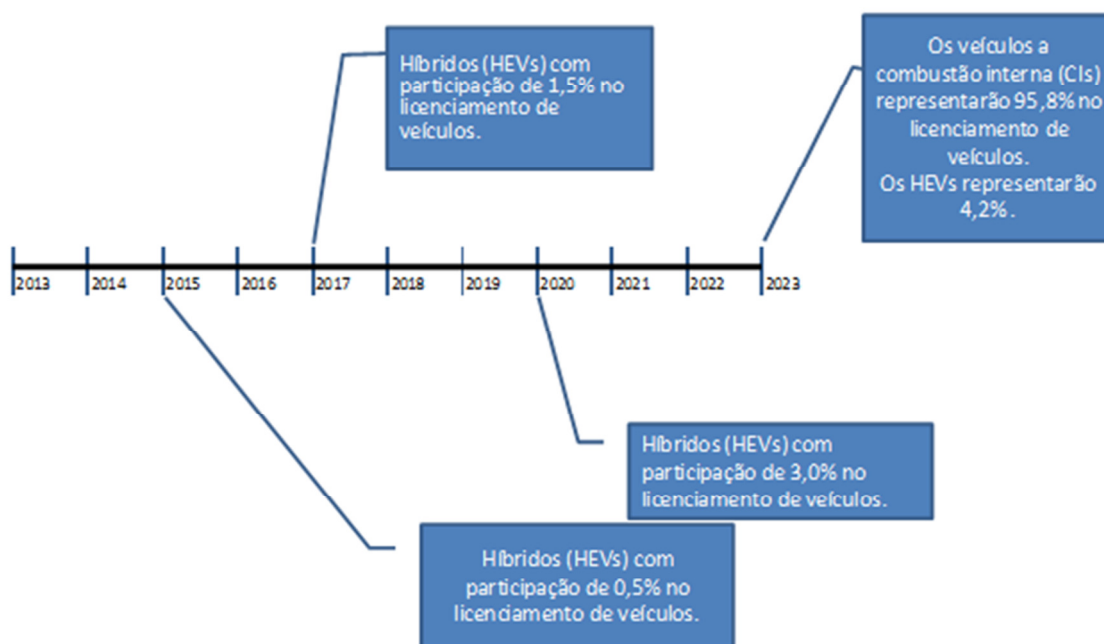 Híbridos (HEVs) com
participação de 1,5% no
licenciamento de
veículos.
Os veículos a
combustão interna (CIs)
representarão 95,8% no
licenciamento de
veículos.
Os HEVs representarão
4,2% .
2013 2014 2015 2016 2017 2018 2019 2020 2021 2022 2023
Híbridos (HEVs) com
participação de 3,0% no
licenciamento de veículos.
Híbridos (HEVs) com
participação de 0,5% no
licenciamento de veículos.